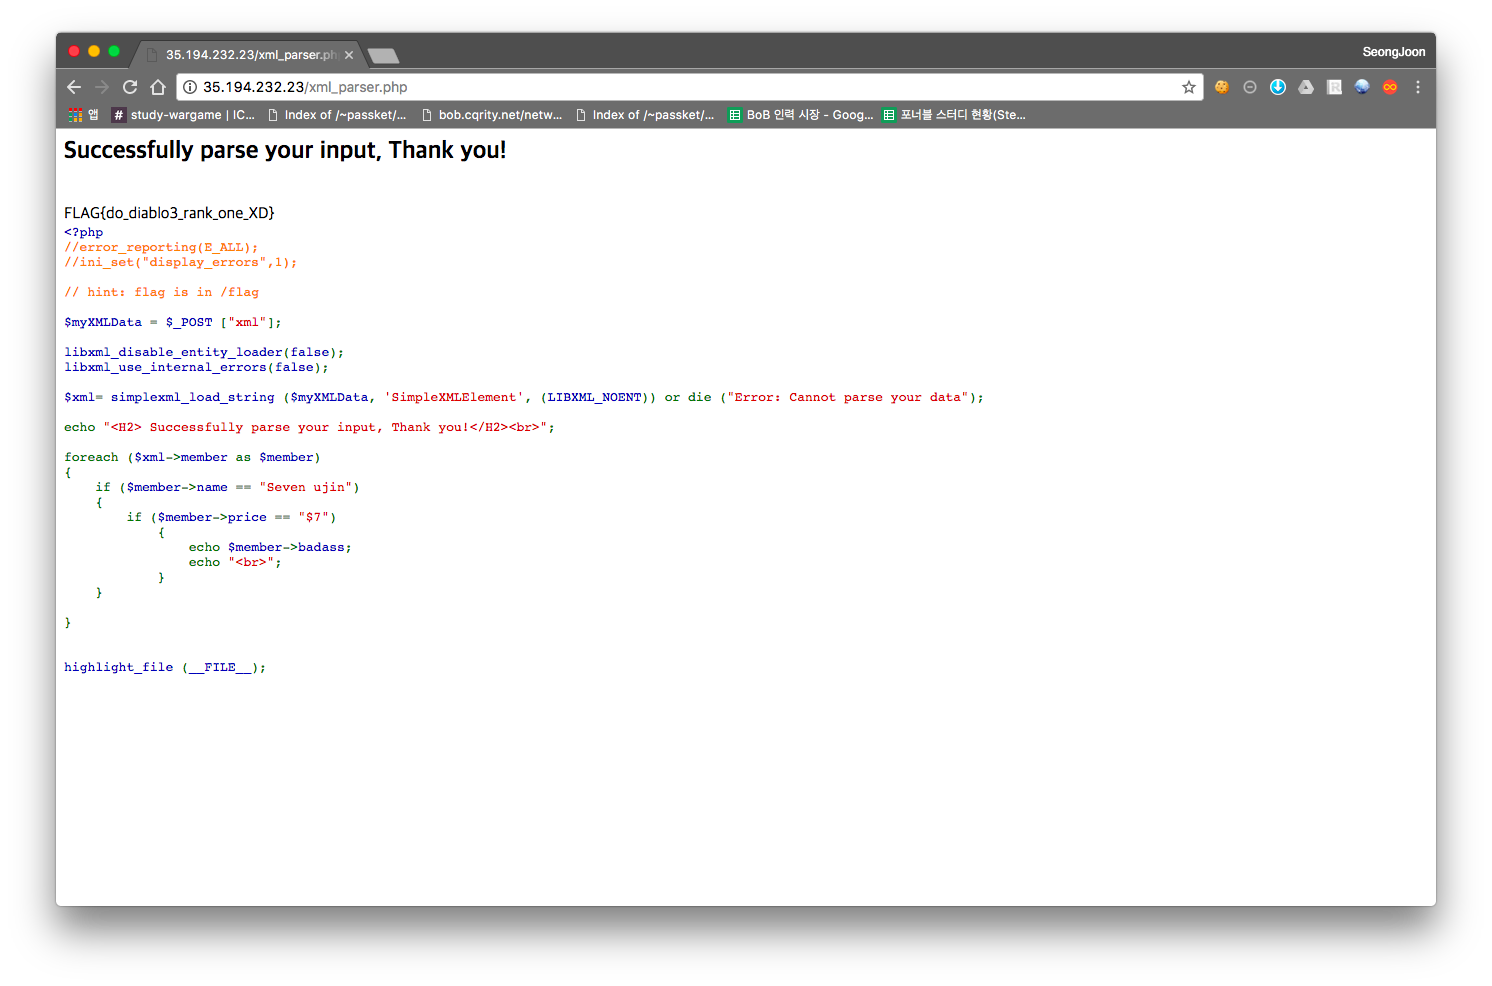 35.194.232.23/xml_parser.ph
SeongJoon
35.194.232.23/xml_parser.php
앱 # study-wargame | IC... Index of /~passket/... bob.cqrity.net/netw... Index of /~passket/... BoB 인력 시장 - Goog... 포너블 스터디 현황(Ste...
Successfully parse your input, Thank you!
FLAG{do_diablo3_rank_one_XD}
<?php
//error_reporting(E_ALL);
//ini_set("display_errors",1);
// hint: flag is in /flag
$myXMLData = $_POST ["xml"];
libxml_disable_entity_loader(false);
libxml_use_internal_errors(false);
$xml= simplexml_load_string ($myXMLData, 'SimpleXMLElement', (LIBXML_NOENT)) or die ("Error: Cannot parse your data");
echo "<H2> Successfully parse your input, Thank you!</H2><br>";
foreach ($xml->member as $member)
{
    if ($member->name == "Seven ujin")
    {
        if ($member->price == "$7")
            {
                echo $member->badass;
                echo "<br>";
            }
    }
}
highlight_file (__FILE__);